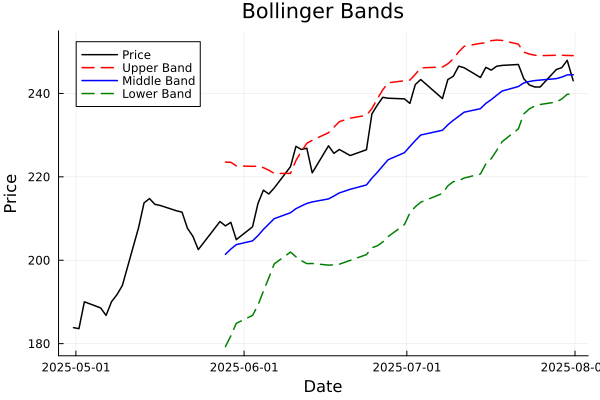 Bollinger Bands
Price
Upper Band
Middle Band
Lower Band
Price
240
220
200
180
2025-05-01
2025-06-01
2025-07-01
2025-08-0
Date